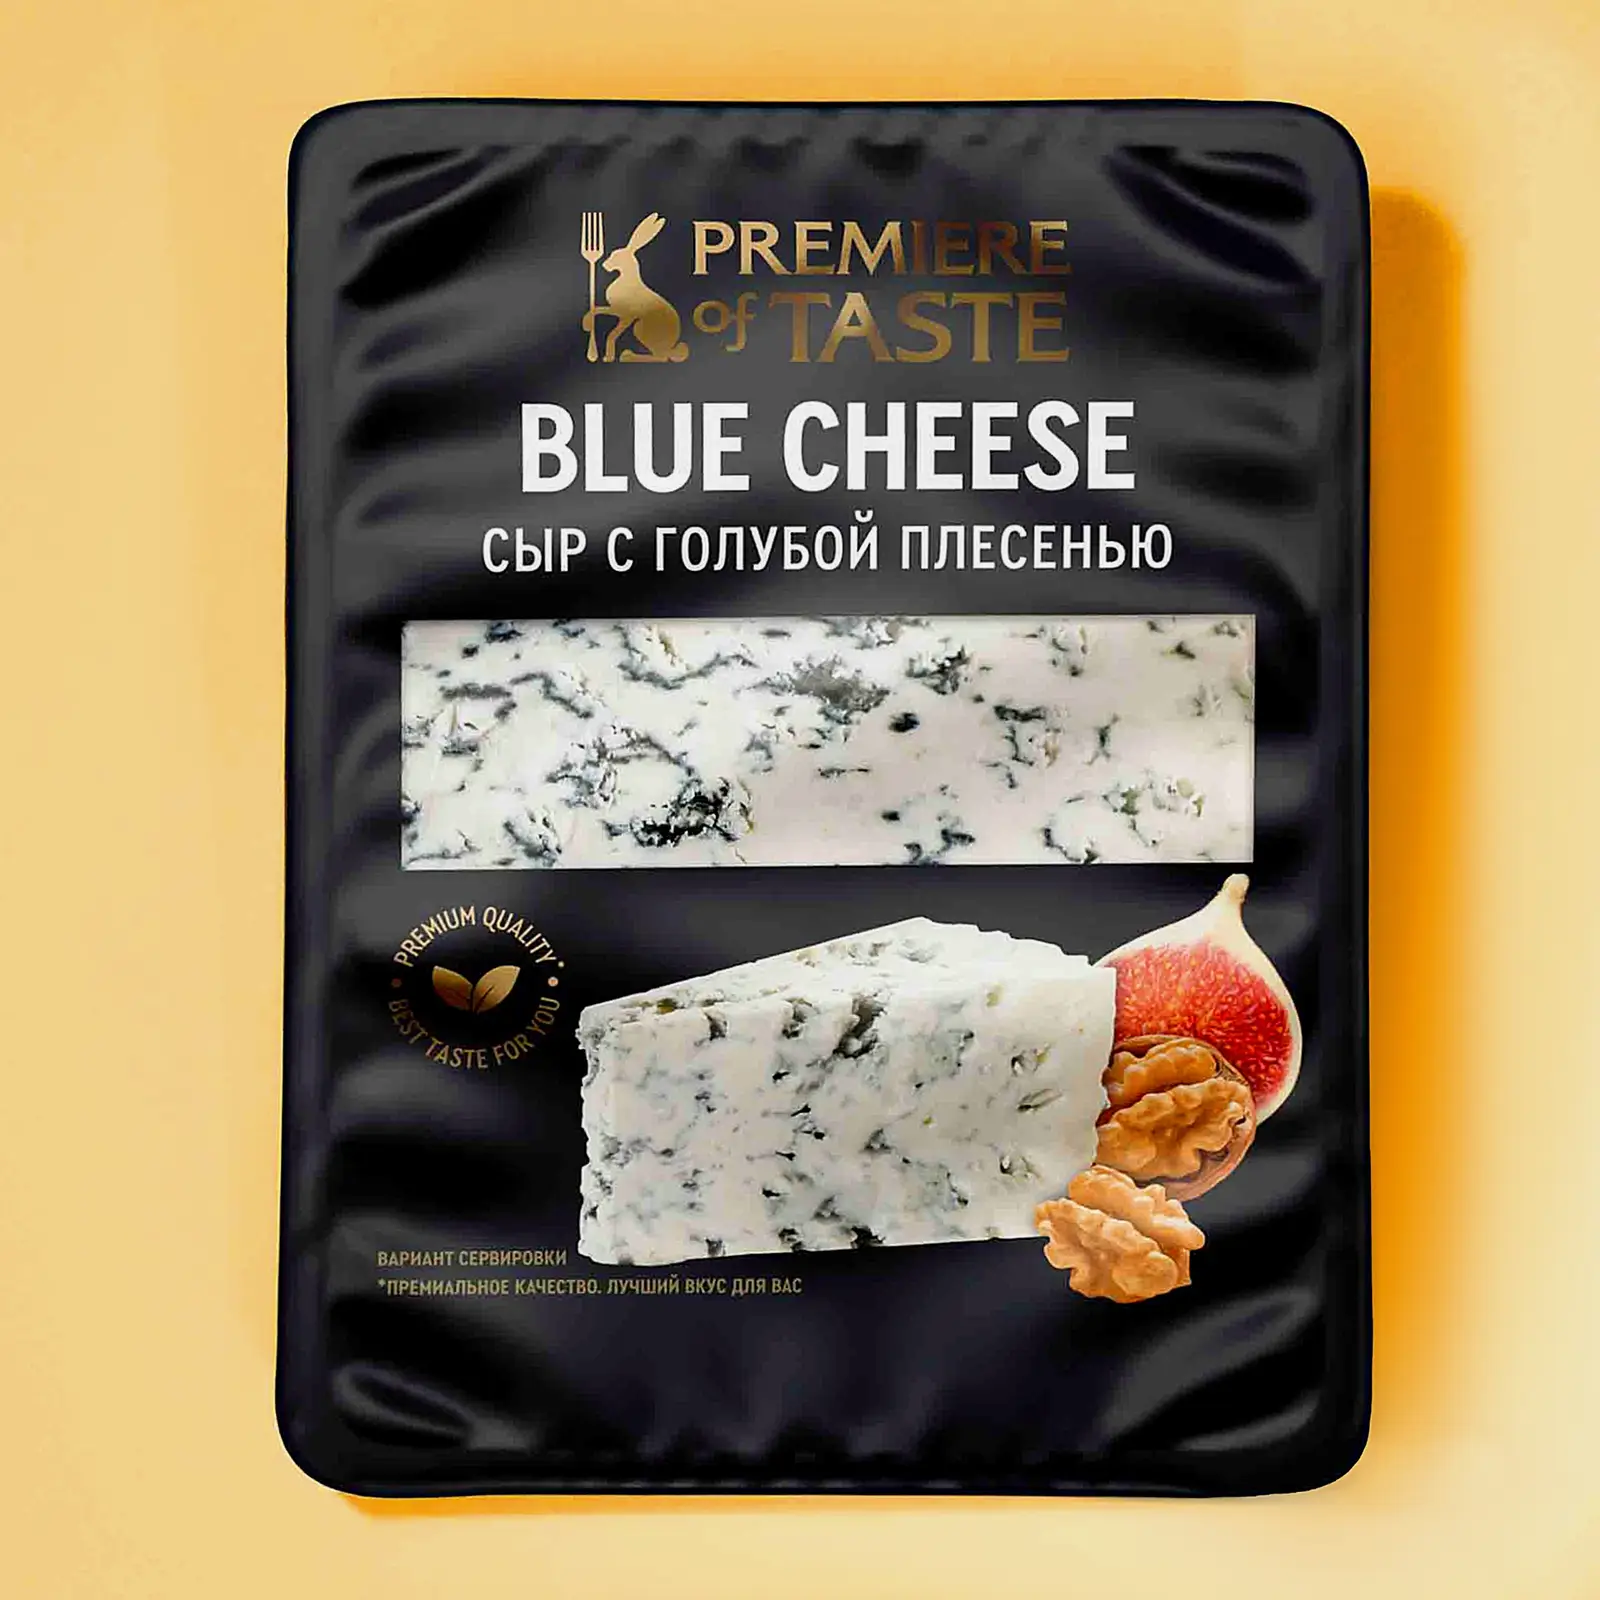 PREMIERE
of TASTE
BLUE CHEESE
СЫР С ГОЛУБОЙ ПЛЕСЕНЬЮ
PREMIUM QUALITY*
BEST TASTE FOR YOU
ВАРИАНТ СЕРВИРОВКИ
*ПРЕМИАЛЬНОЕ КАЧЕСТВО. ЛУЧШИЙ ВКУС ДЛЯ ВАС